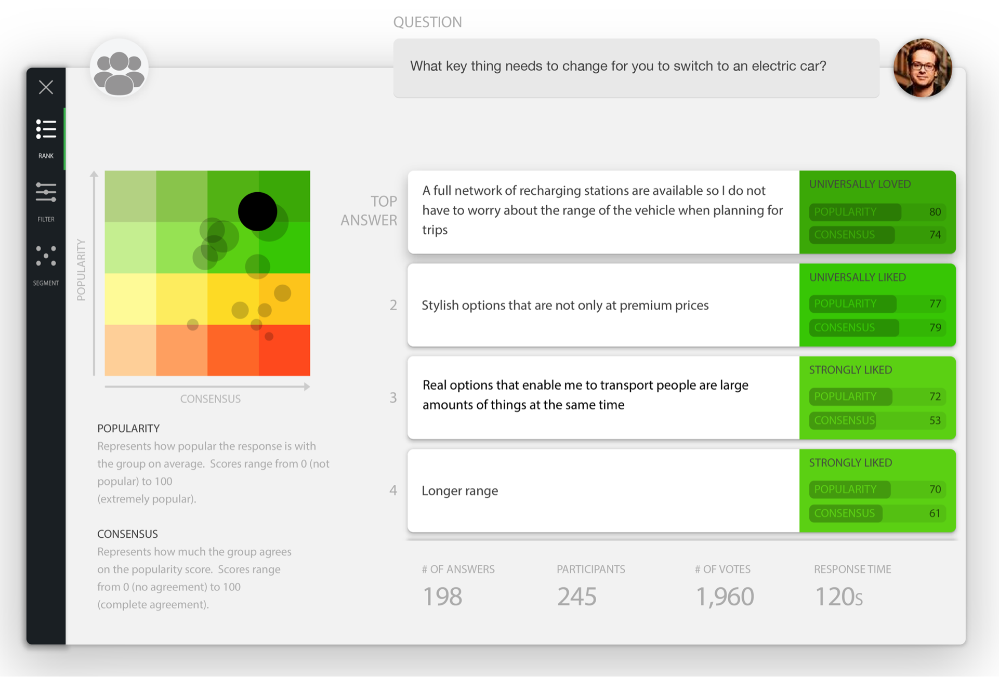 QUESTION
What key thing needs to change for you to switch to an electric car?
RANK
FILTER
SEGMENT
POPULARITY
CONSENSUS
POPULARITY
Represents how popular the response is with
the group on average.  Scores range from 0 (not
popular) to 100
(extremely popular).
CONSENSUS
Represents how much the group agrees
on the popularity score.  Scores range
from 0 (no agreement) to 100
(complete agreement).
TOP
ANSWER
A full network of recharging stations are available so I do not
have to worry about the range of the vehicle when planning for
trips
UNIVERSALLY LOVED
POPULARITY 80
CONSENSUS 74
2
Stylish options that are not only at premium prices
UNIVERSALLY LIKED
POPULARITY 77
CONSENSUS 79
3
Real options that enable me to transport people are large
amounts of things at the same time
STRONGLY LIKED
POPULARITY 72
CONSENSUS 53
4
Longer range
STRONGLY LIKED
POPULARITY 70
CONSENSUS 61
# OF ANSWERS
198
PARTICIPANTS
245
# OF VOTES
1,960
RESPONSE TIME
120s